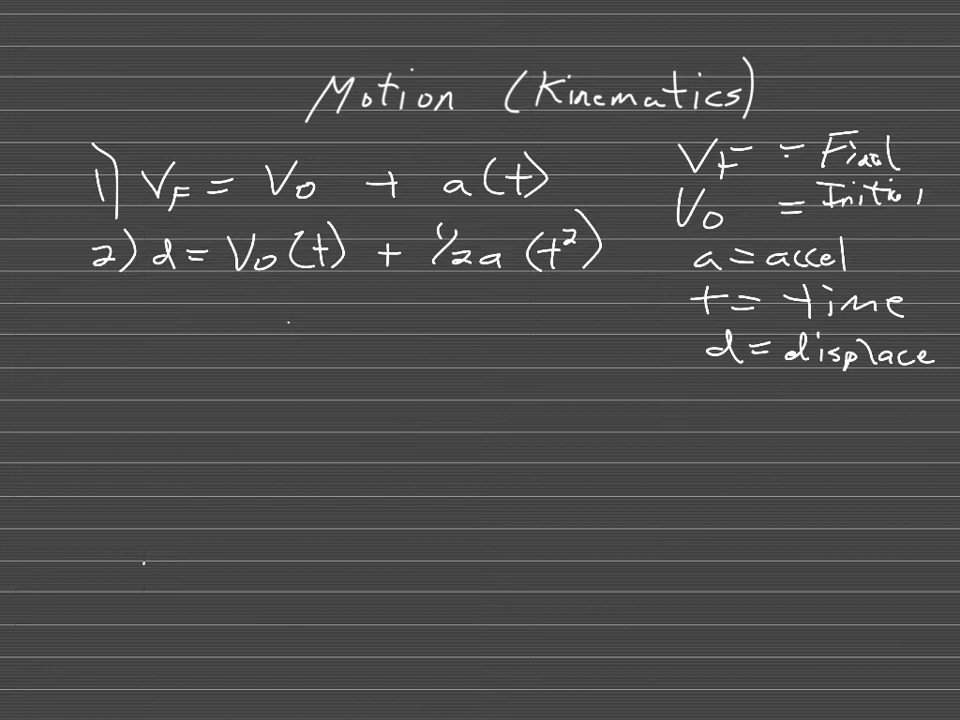 Motion (Kinematics)
1) VF = V0 + a(t)
2) d = V0(t) + 1/2a (t²)
VF = Final
V0 = Initial
a = accel
t = time
d = displace